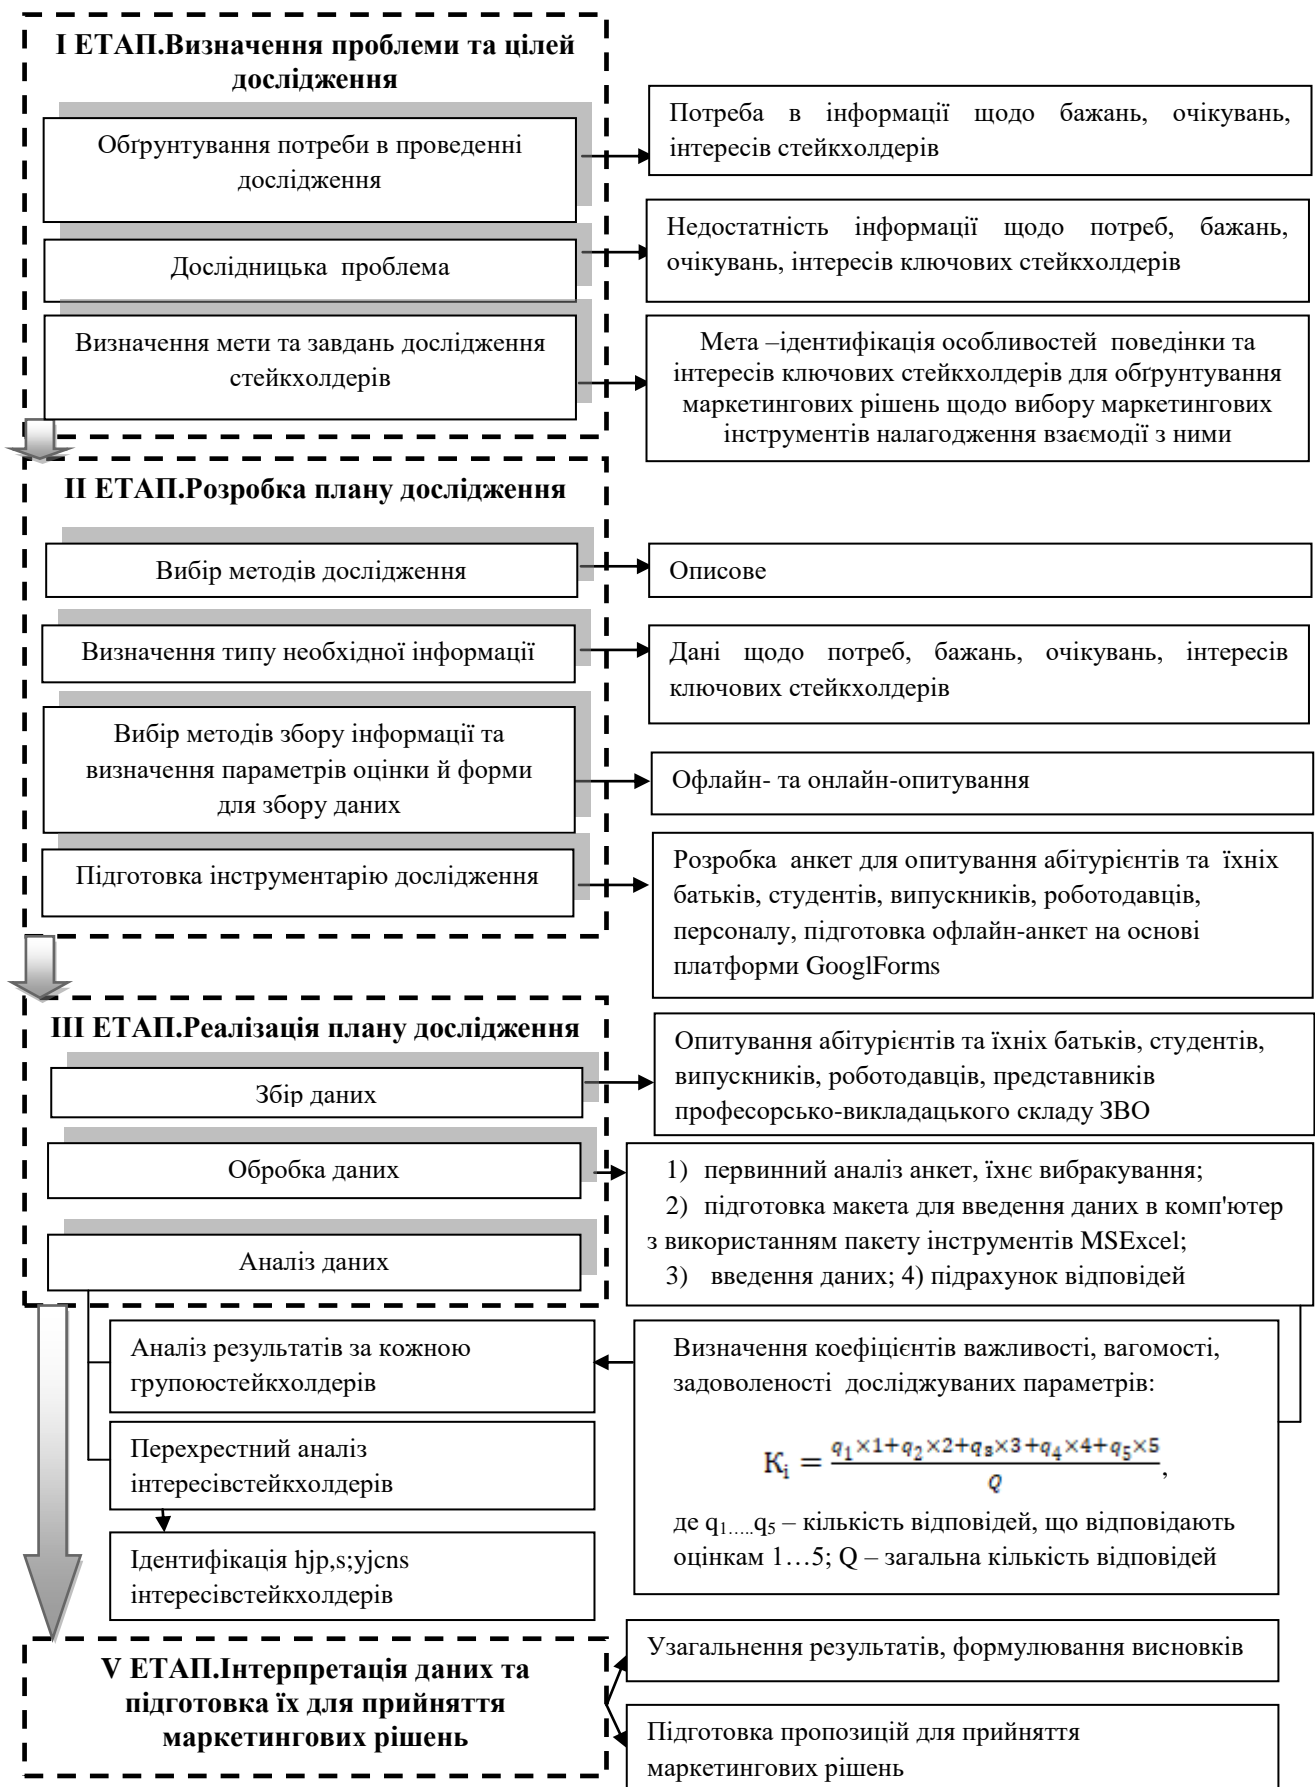 І ЕТАП.Визначення проблеми та цілей
дослідження
Обґрунтування потреби в проведенні
дослідження
Потреба в інформації щодо бажань, очікувань,
інтересів стейкхолдерів
Дослідницька проблема
Недостатність інформації щодо потреб, бажань,
очікувань, інтересів ключових стейкхолдерів
Визначення мети та завдань дослідження
стейкхолдерів
Мета –ідентифікація особливостей поведінки та
інтересів ключових стейкхолдерів для обґрунтування
маркетингових рішень щодо вибору маркетингових
інструментів налагодження взаємодії з ними
ІІ ЕТАП.Розробка плану дослідження
Вибір методів дослідження
Описове
Визначення типу необхідної інформації
Дані щодо потреб, бажань, очікувань, інтересів
ключових стейкхолдерів
Вибір методів збору інформації та
визначення параметрів оцінки й форми
для збору даних
Офлайн- та онлайн-опитування
Підготовка інструментарію дослідження
Розробка анкет для опитування абітурієнтів та їхніх
батьків, студентів, випускників, роботодавців,
персоналу, підготовка офлайн-анкет на основі
платформи GooglForms
ІІІ ЕТАП.Реалізація плану дослідження
Збір даних
Опитування абітурієнтів та їхніх батьків, студентів,
випускників, роботодавців, представників
професорсько-викладацького складу ЗВО
Обробка даних
1) первинний аналіз анкет, їхнє вибракування;
2) підготовка макета для введення даних в комп'ютер
з використанням пакету інструментів MSExcel;
3) введення даних; 4) підрахунок відповідей
Аналіз даних
Аналіз результатів за кожною
групоюстейкхолдерів
Визначення коефіцієнтів важливості, вагомості,
задоволеності досліджуваних параметрів:
K_i = (q_1×1+q_2×2+q_3×3+q_4×4+q_5×5)/Q,
де q_1…..q_5 – кількість відповідей, що відповідають
оцінкам 1…5; Q – загальна кількість відповідей
Перехрестний аналіз
інтересівстейкхолдерів
Ідентифікація hjp,s;yjcns
інтересівстейкхолдерів
V ЕТАП.Інтерпретація даних та
підготовка їх для прийняття
маркетингових рішень
Узагальнення результатів, формулювання висновків
Підготовка пропозицій для прийняття
маркетингових рішень